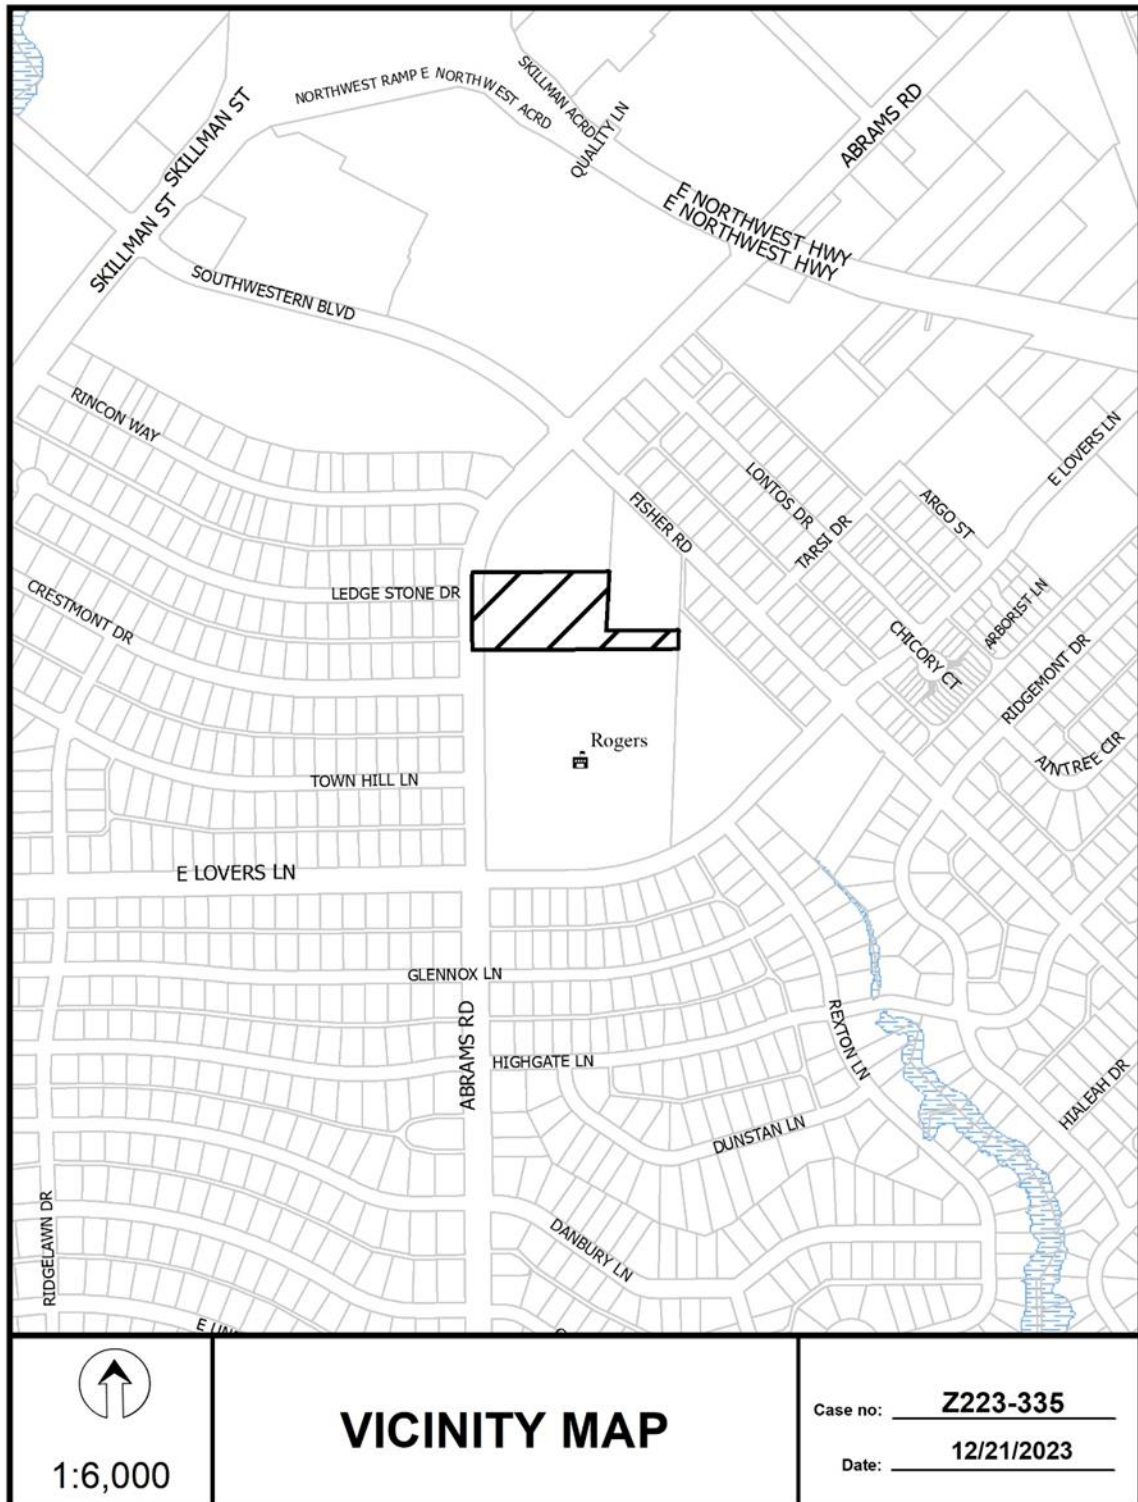 NORTHWEST RAMP E NORTHWEST ACRD
SKILLMAN ACRD
QUALITY LN
ABRAMS RD
SKILLMAN ST
SKILLMAN ST
E NORTHWEST HWY
E NORTHWEST HWY
SOUTHWESTERN BLVD
RINCON WAY
E LOVERS LN
LONTOS DR
ARGO ST
FISHER RD
TARSI DR
LEDGE STONE DR
CRESTMONT DR
ARBORIST LN
CHICORY CT
RIDGEMONT DR
Rogers
AINTREE CIR
TOWN HILL LN
E LOVERS LN
GLENNOX LN
ABRAMS RD
REXTON LN
HIGHGATE LN
HIALEAH DR
DUNSTAN LN
RIDGELAWN DR
DANBURY LN
1:6,000
VICINITY MAP
Case no: Z223-335
Date: 12/21/2023